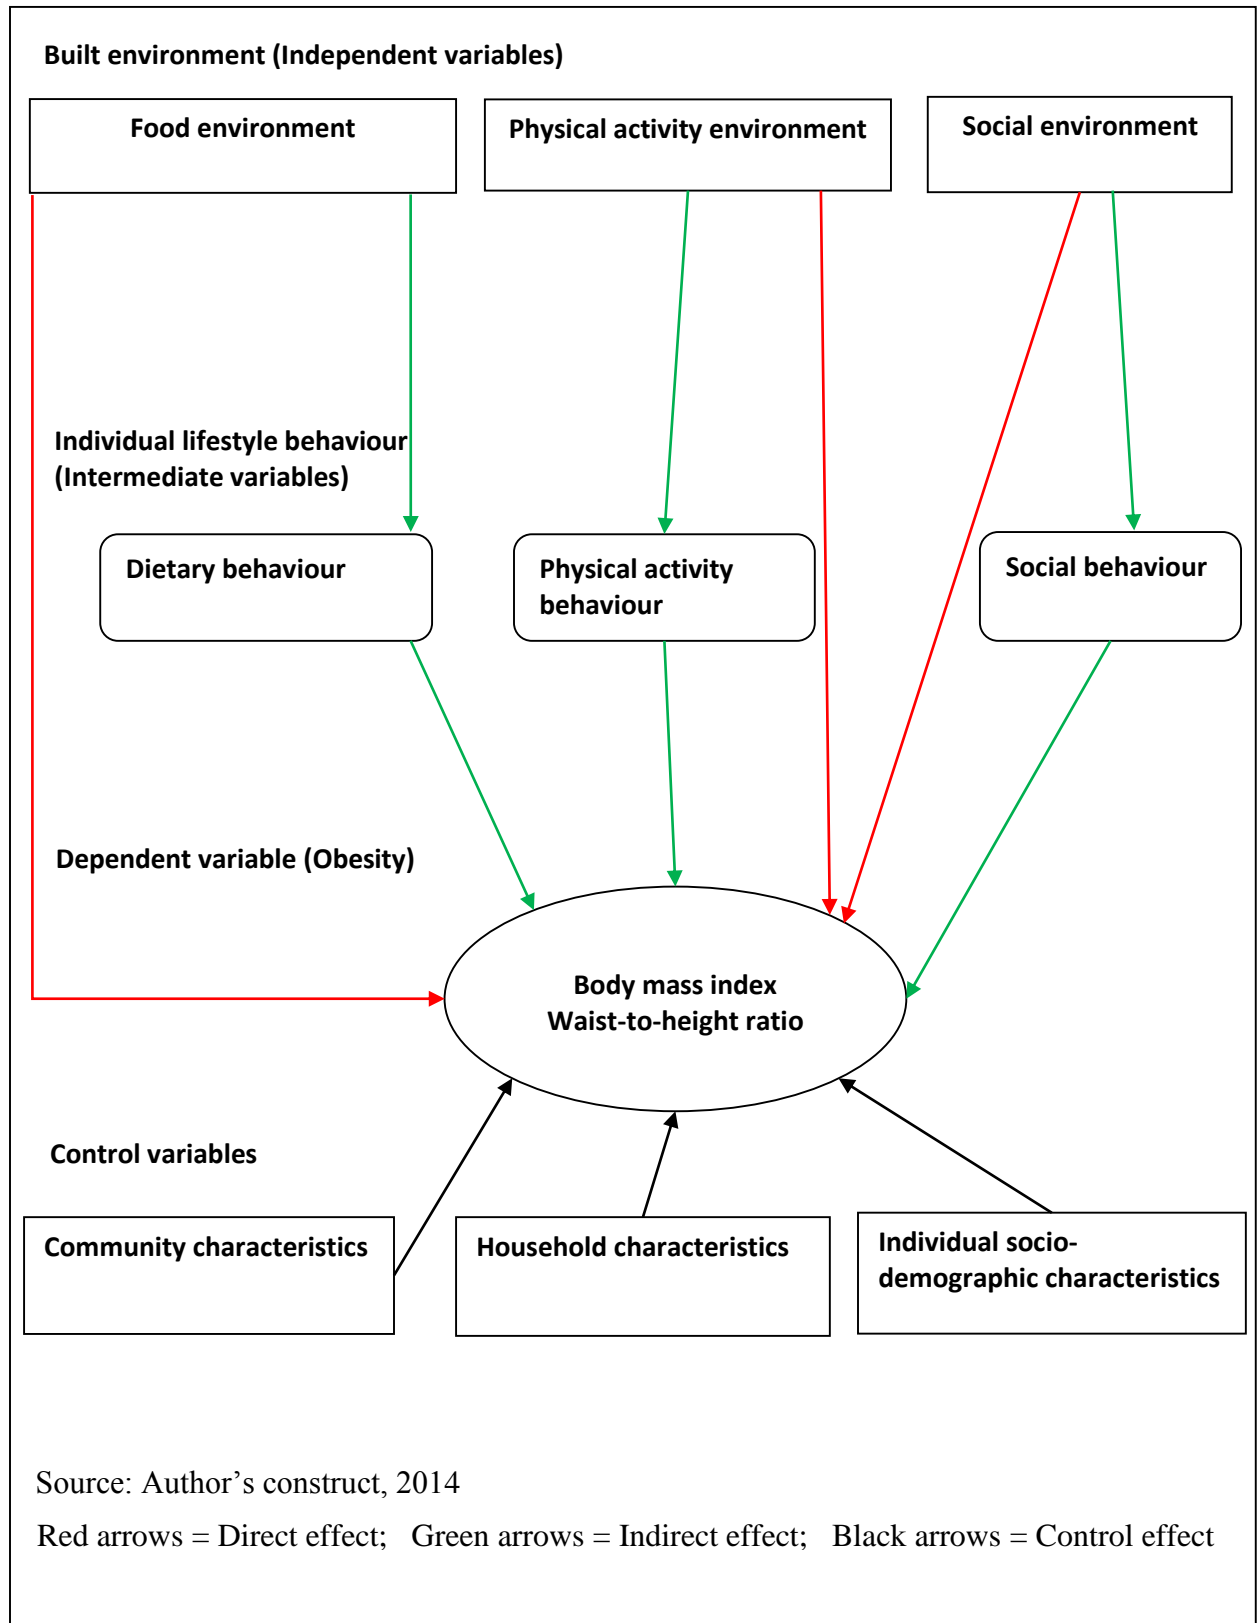 Built environment (Independent variables)
Food environment
Physical activity environment
Social environment
Individual lifestyle behaviour
(Intermediate variables)
Dietary behaviour
Physical activity
behaviour
Social behaviour
Dependent variable (Obesity)
Body mass index
Waist-to-height ratio
Control variables
Community characteristics
Household characteristics
Individual socio-
demographic characteristics
Source: Author’s construct, 2014
Red arrows = Direct effect;   Green arrows = Indirect effect;   Black arrows = Control effect